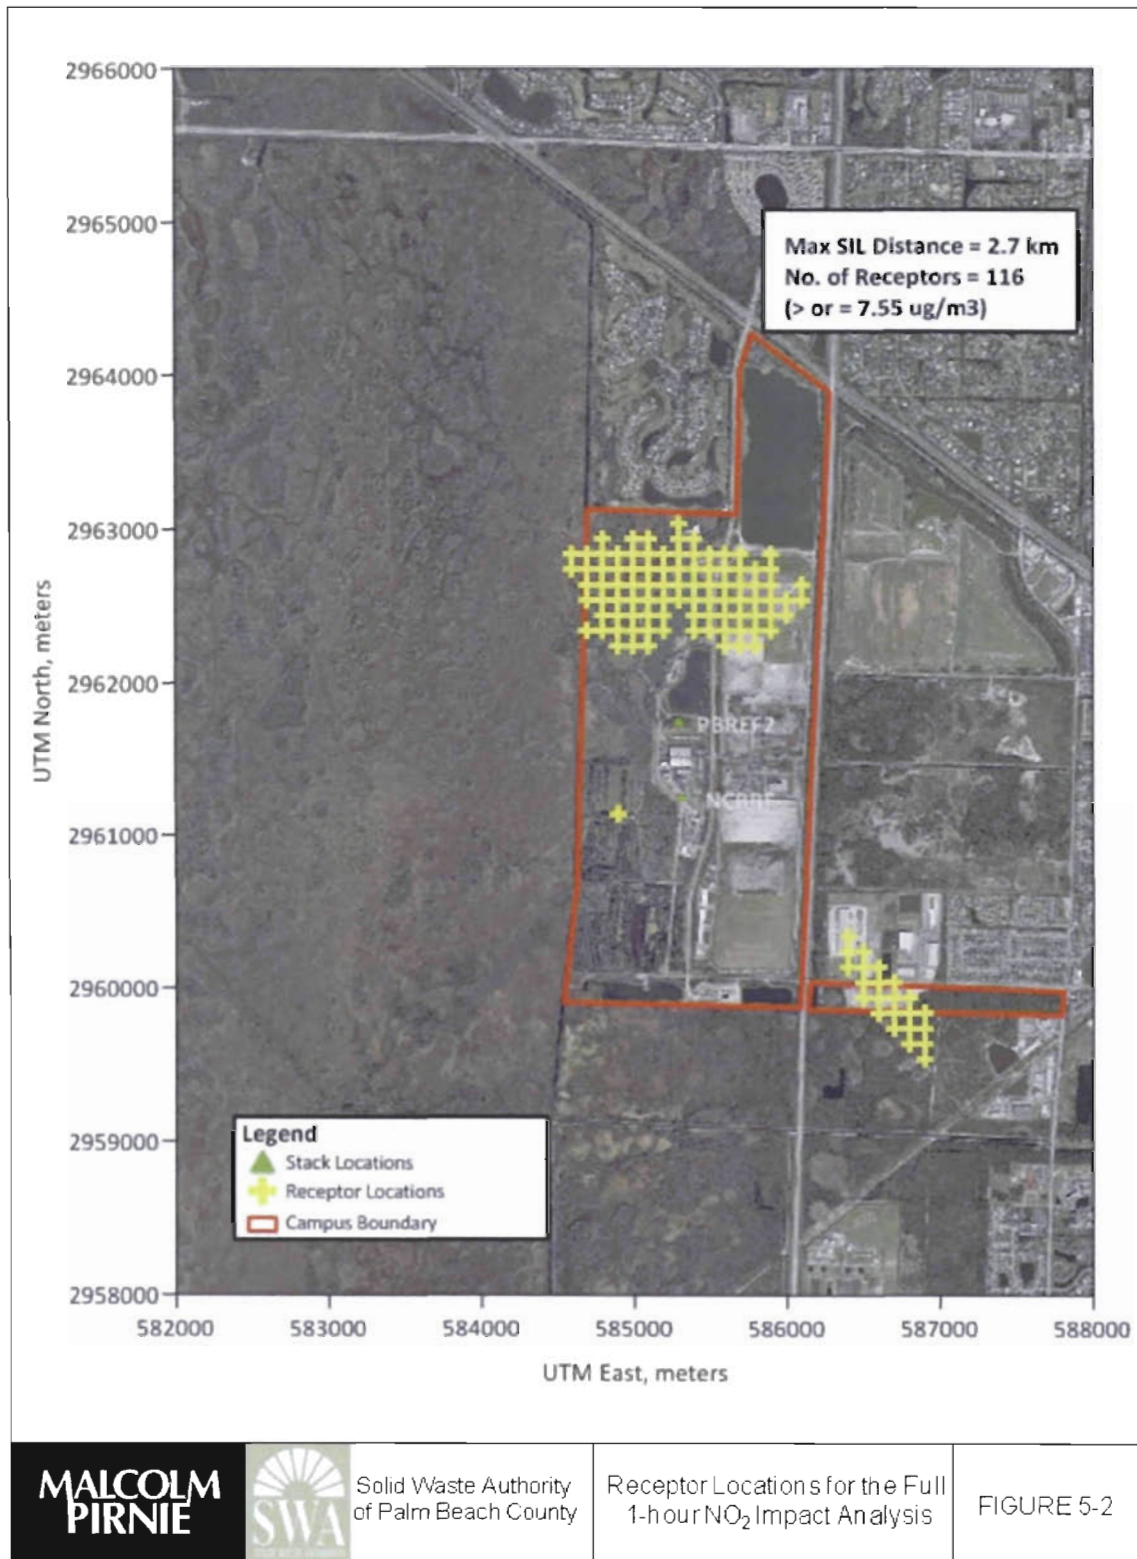 2966000
2965000
2964000
2963000
2962000
2961000
2960000
2959000
2958000
UTM North, meters
Max SIL Distance = 2.7 km
No. of Receptors = 116
(> or = 7.55 ug/m3)
PBREF2
Legend
Stack Locations
Receptor Locations
Campus Boundary
582000 583000 584000 585000 586000 587000 588000
UTM East, meters
MALCOLM
PIRNIE
SWA
Solid Waste Authority
of Palm Beach County
Receptor Locations for the Full
1-hour NO₂ Impact Analysis
FIGURE 5-2